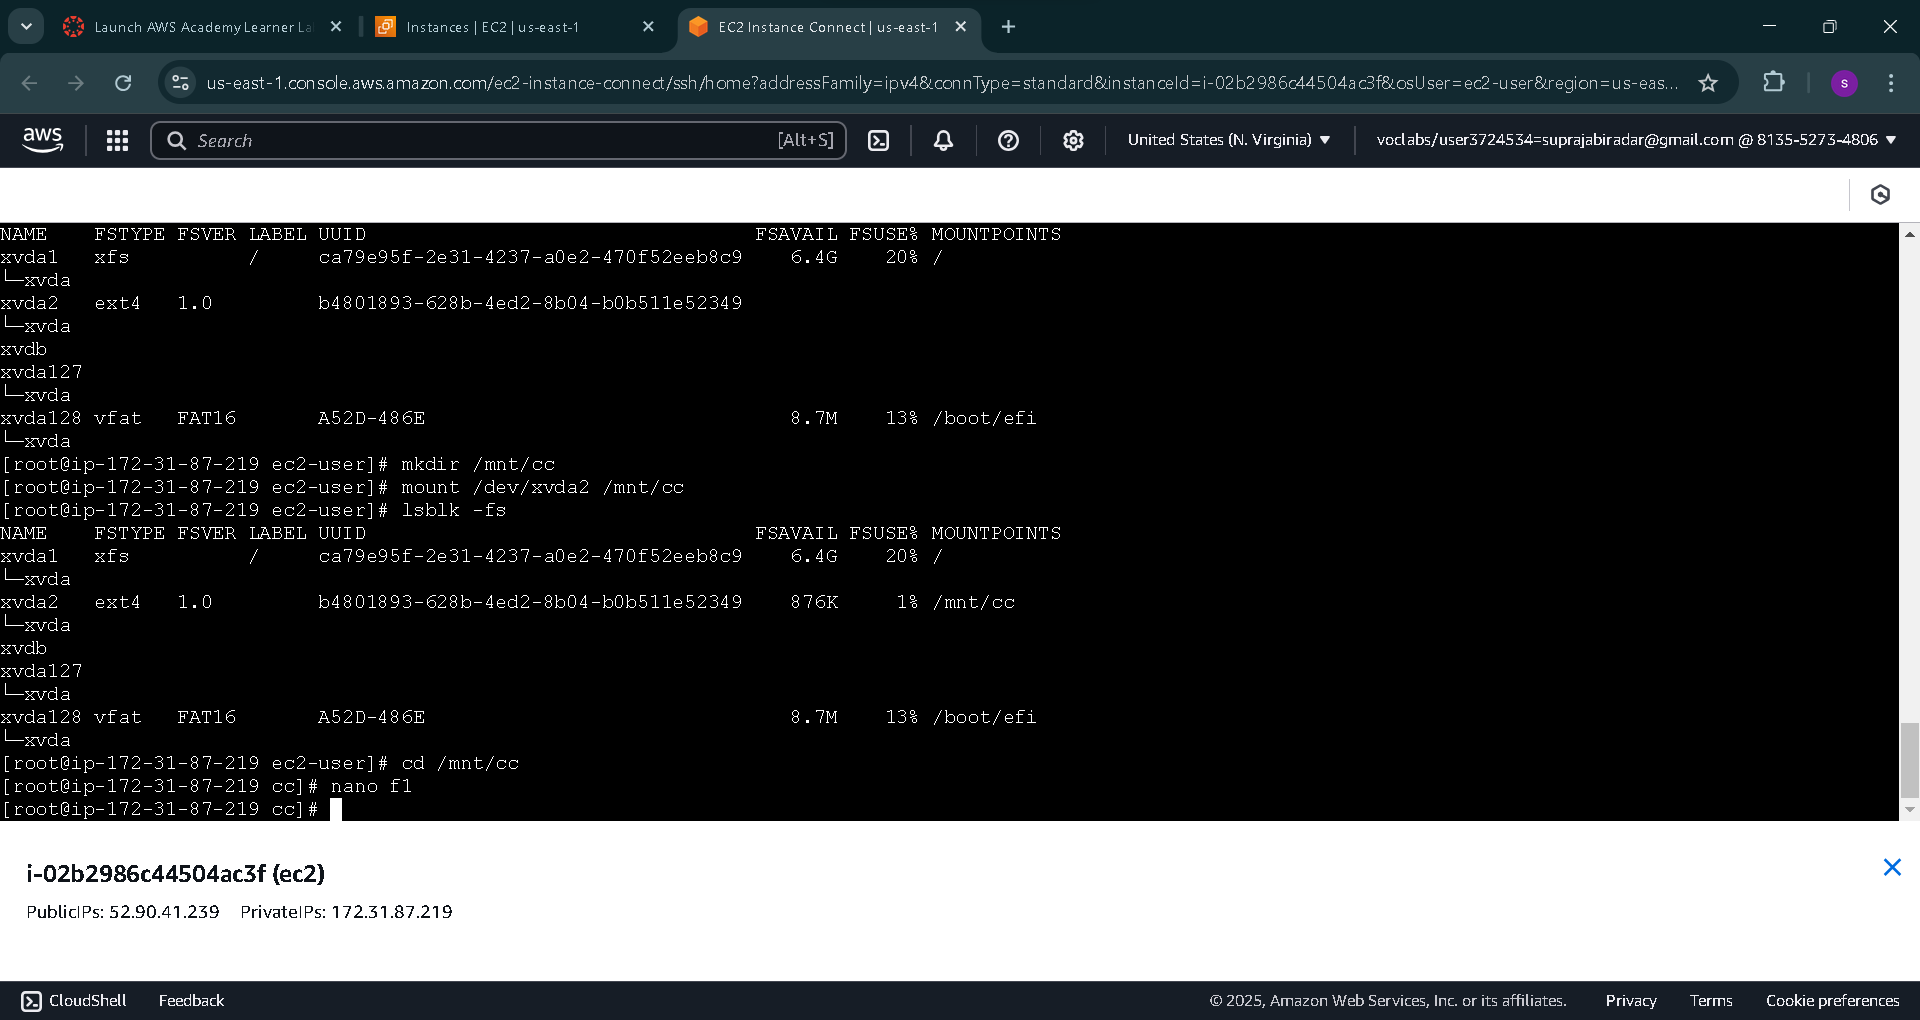 Launch AWS Academy Learner La
Instances | EC2 | us-east-1
EC2 Instance Connect | us-east-1
us-east-1.console.aws.amazon.com/ec2-instance-connect/ssh/home?addressFamily=ipv4&connType=standard&instanceId=i-02b2986c44504ac3f&osUser=ec2-user&region=us-eas...
s
aws
Search
[Alt+S]
United States (N. Virginia)
voclabs/user3724534=suprajabiradar@gmail.com @ 8135-5273-4806
NAME    FSTYPE FSVER LABEL UUID                                 FSAVAIL FSUSE% MOUNTPOINTS
xvda1   xfs          /     ca79e95f-2e31-4237-a0e2-470f52eeb8c9    6.4G    20% /
└─xvda
xvda2   ext4   1.0         b4801893-628b-4ed2-8b04-b0b511e52349
└─xvda
xvdb
xvda127
└─xvda
xvda128 vfat   FAT16       A52D-486E                               8.7M    13% /boot/efi
└─xvda
[root@ip-172-31-87-219 ec2-user]# mkdir /mnt/cc
[root@ip-172-31-87-219 ec2-user]# mount /dev/xvda2 /mnt/cc
[root@ip-172-31-87-219 ec2-user]# lsblk -fs
NAME    FSTYPE FSVER LABEL UUID                                 FSAVAIL FSUSE% MOUNTPOINTS
xvda1   xfs          /     ca79e95f-2e31-4237-a0e2-470f52eeb8c9    6.4G    20% /
└─xvda
xvda2   ext4   1.0         b4801893-628b-4ed2-8b04-b0b511e52349    876K     1% /mnt/cc
└─xvda
xvdb
xvda127
└─xvda
xvda128 vfat   FAT16       A52D-486E                               8.7M    13% /boot/efi
└─xvda
[root@ip-172-31-87-219 ec2-user]# cd /mnt/cc
[root@ip-172-31-87-219 cc]# nano f1
[root@ip-172-31-87-219 cc]#
i-02b2986c44504ac3f (ec2)
PublicIPs: 52.90.41.239 PrivateIPs: 172.31.87.219
CloudShell Feedback © 2025, Amazon Web Services, Inc. or its affiliates. Privacy Terms Cookie preferences